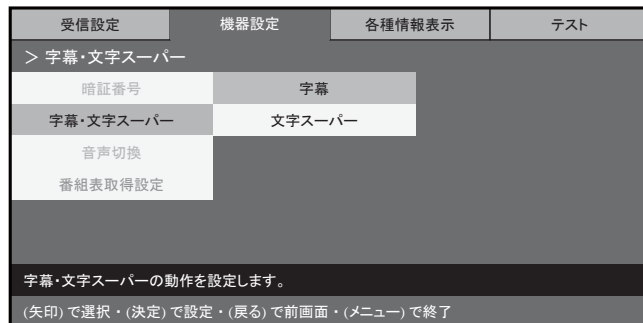 受信設定 機器設定 各種情報表示 テスト
＞ 字幕・文字スーパー
暗証番号 字幕
字幕・文字スーパー 文字スーパー
音声切換
番組表取得設定
字幕・文字スーパーの動作を設定します。
(矢印) で選択・(決定) で設定・(戻る) で前画面・(メニュー) で終了